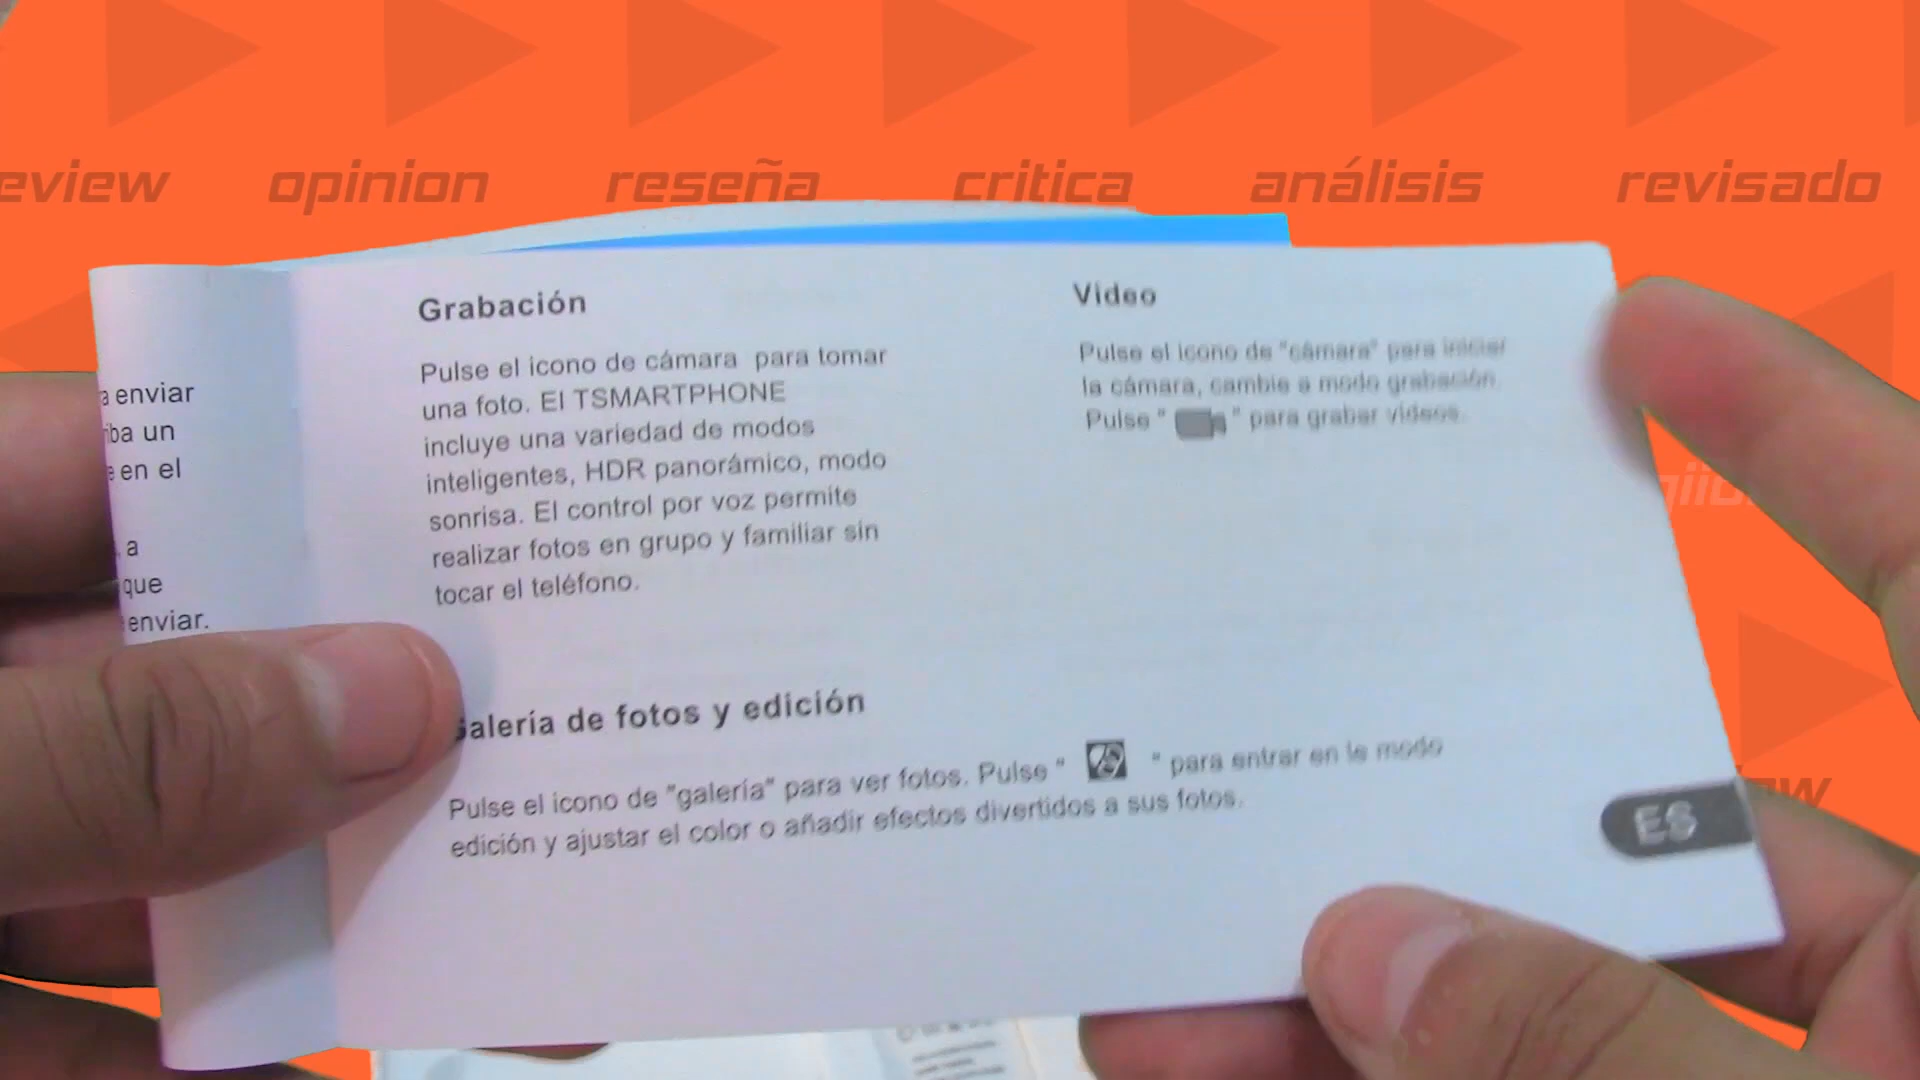 eview opinion reseña critica análisis revisado
Grabación
Pulse el icono de cámara para tomar
una foto. El TSMARTPHONE
incluye una variedad de modos
inteligentes, HDR panorámico, modo
sonrisa. El control por voz permite
realizar fotos en grupo y familiar sin
tocar el teléfono.
Video
Pulse el icono de "cámara" para iniciar
la cámara, cambie a modo grabación.
Pulse " " para grabar videos.
a enviar
iba un
e en el
a
que
enviar.
alería de fotos y edición
Pulse el icono de "galería" para ver fotos. Pulse " " para entrar en le modo
edición y ajustar el color o añadir efectos divertidos a sus fotos.
ES